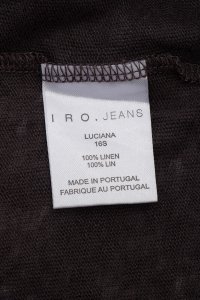 IRO.JEANS
LUCIANA
16S
100% LINEN
100% LIN
MADE IN PORTUGAL
FABRIQUE AU PORTUGAL